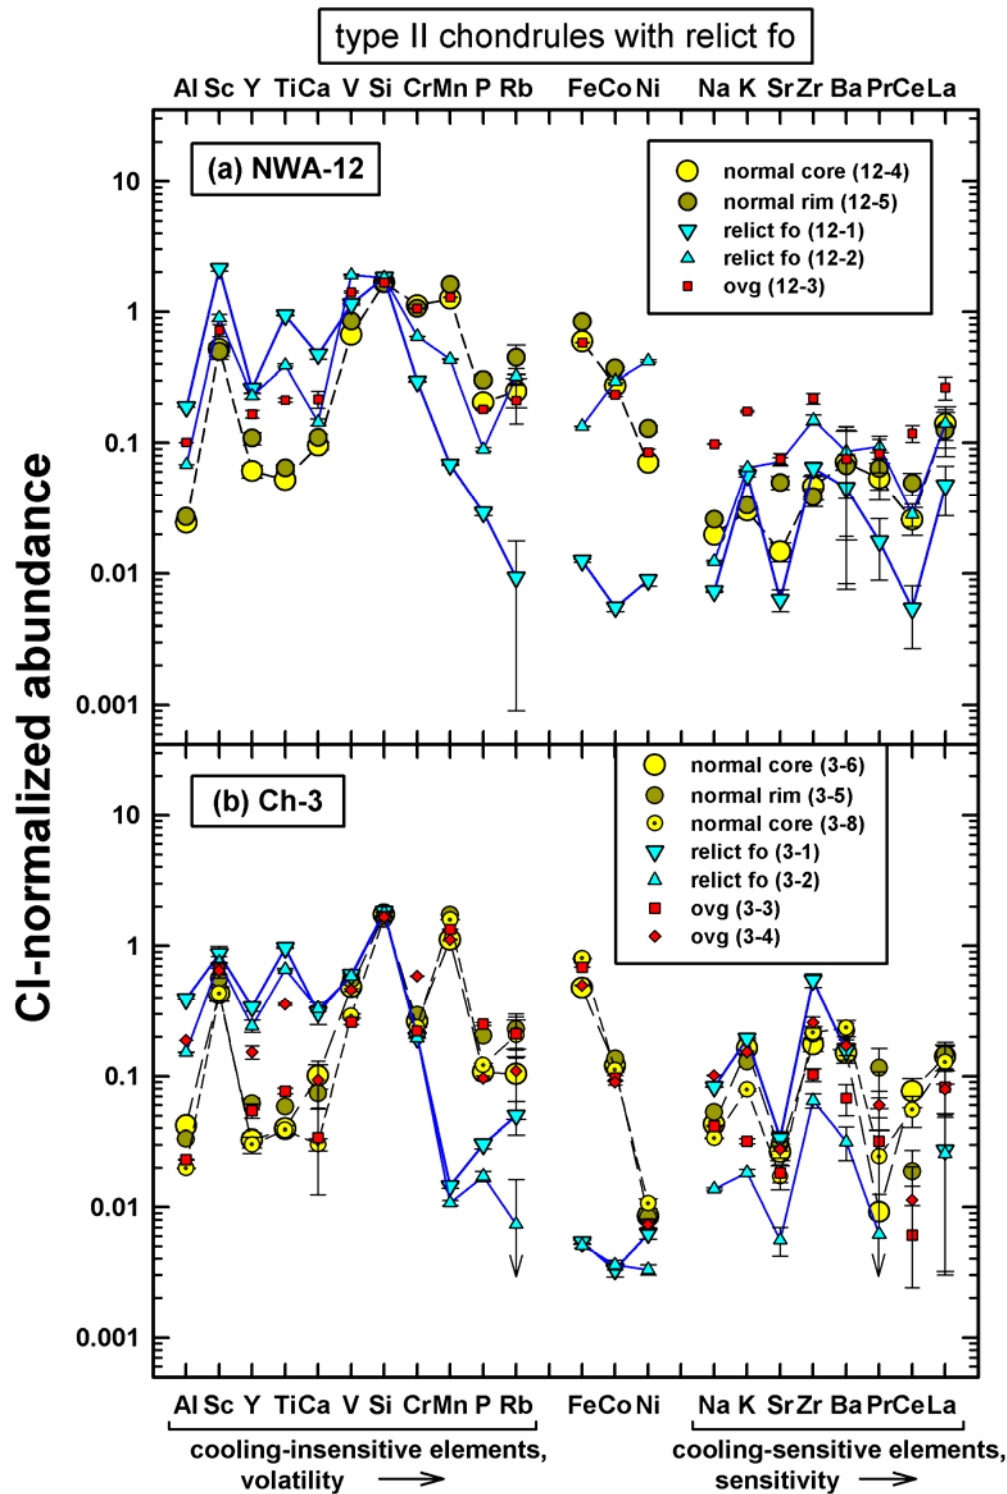 type II chondrules with relict fo
Al Sc Y Ti Ca V Si Cr Mn P Rb Fe Co Ni Na K Sr Zr Ba Pr Ce La
(a) NWA-12
normal core (12-4)
normal rim (12-5)
relict fo (12-1)
relict fo (12-2)
ovg (12-3)
10
1
0.1
0.01
0.001
CI-normalized abundance
(b) Ch-3
normal core (3-6)
normal rim (3-5)
normal core (3-8)
relict fo (3-1)
relict fo (3-2)
ovg (3-3)
ovg (3-4)
10
1
0.1
0.01
0.001
Al Sc Y Ti Ca V Si Cr Mn P Rb Fe Co Ni Na K Sr Zr Ba Pr Ce La
cooling-insensitive elements,
volatility
cooling-sensitive elements,
sensitivity